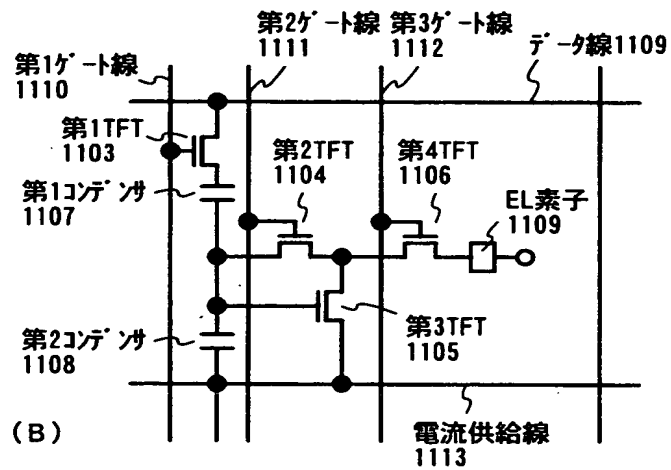 第1ｹﾞｰﾄ線
1110
第2ｹﾞｰﾄ線
1111
第3ｹﾞｰﾄ線
1112
ﾃﾞｰﾀ線1109
第1TFT
1103
第1ｺﾝﾃﾞﾝｻ
1107
第2TFT
1104
第4TFT
1106
EL素子
1109
第2ｺﾝﾃﾞﾝｻ
1108
第3TFT
1105
(B)
電流供給線
1113